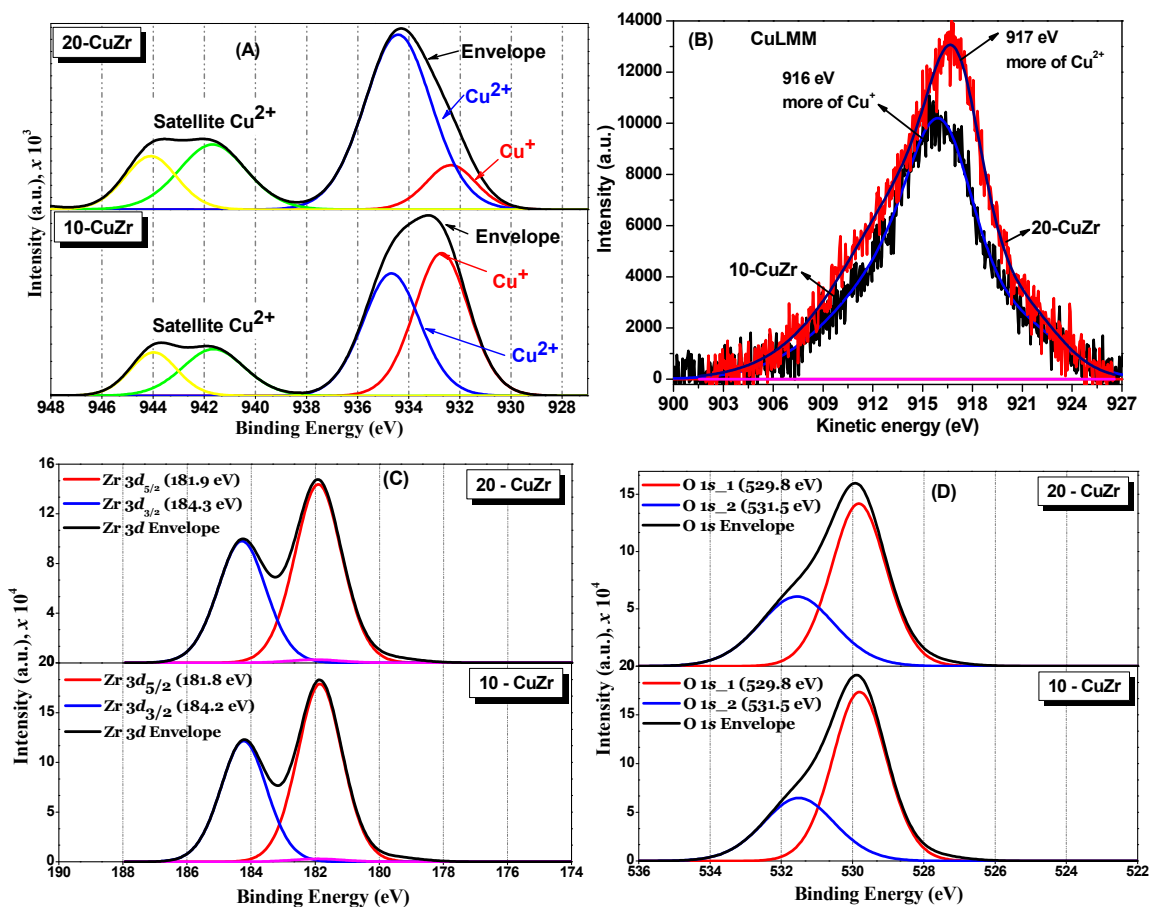 20-CuZr
(A)
Envelope
Cu2+
Satellite Cu2+
Cu+
10-CuZr
Envelope
Cu+
Satellite Cu2+
Cu2+
Intensity (a.u.), x 10³
948 946 944 942 940 938 936 934 932 930 928
Binding Energy (eV)
(B) CuLMM
917 eV
more of Cu2+
916 eV
more of Cu+
20-CuZr
10-CuZr
14000
12000
10000
8000
6000
4000
2000
0
Intensity (a.u.)
900 903 906 909 912 915 918 921 924 927
Kinetic energy (eV)
(C)
20 - CuZr
Zr 3d5/2 (181.9 eV)
Zr 3d3/2 (184.3 eV)
Zr 3d Envelope
16
12
8
4
20
10 - CuZr
Zr 3d5/2 (181.8 eV)
Zr 3d3/2 (184.2 eV)
Zr 3d Envelope
15
10
5
0
Intensity (a.u.), x 10⁴
190 188 186 184 182 180 178 176 174
Binding Energy (eV)
(D)
20 - CuZr
O 1s_1 (529.8 eV)
O 1s_2 (531.5 eV)
O 1s Envelope
15
10
5
20
10 - CuZr
O 1s_1 (529.8 eV)
O 1s_2 (531.5 eV)
O 1s Envelope
15
10
5
0
Intensity (a.u.), x 10⁴
536 534 532 530 528 526 524 522
Binding Energy (eV)